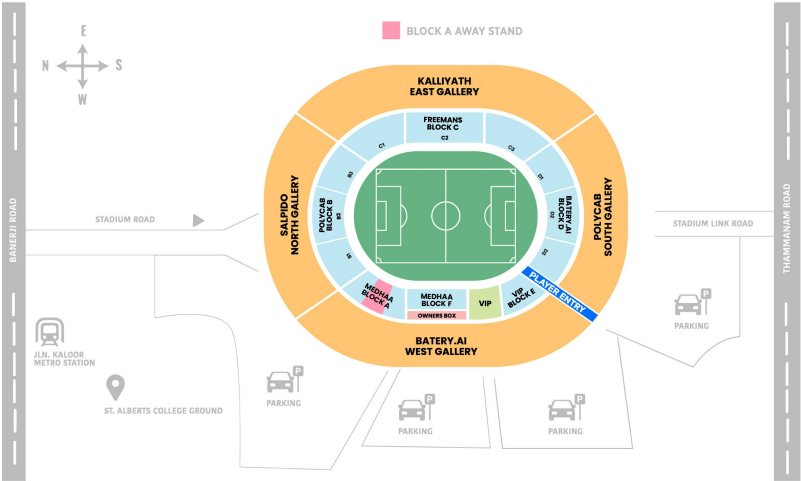 BLOCK A AWAY STAND
E
N
S
W
KALLIYATH
EAST GALLERY
FREEMANS
BLOCK C
C2
C1
C3
B3
D1
SALPIDO
NORTH GALLERY
POLYCAB
BLOCK B
B2
D2
BATERY.AI
BLOCK D
POLYCAB
SOUTH GALLERY
B1
D3
BANERJI ROAD
STADIUM ROAD
STADIUM LINK ROAD
THAMMANAM ROAD
MEDHAA
BLOCK A
MEDHAA
BLOCK F
OWNERS BOX
VIP
VIP
BLOCK E
PLAYER ENTRY
BATERY.AI
WEST GALLERY
P
PARKING
JLN. KALOOR
METRO STATION
ST. ALBERTS COLLEGE GROUND
P
PARKING
P
PARKING
P
PARKING